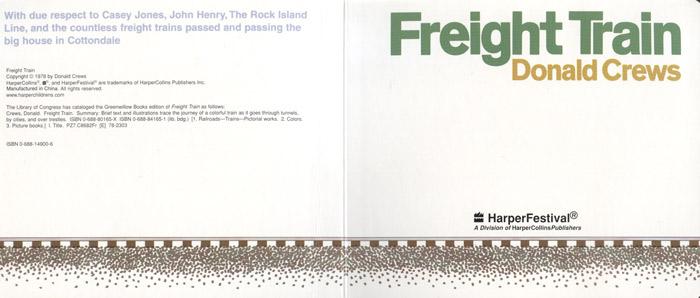 With due respect to Casey Jones, John Henry, The Rock Island
Line, and the countless freight trains passed and passing the
big house in Cottondale
Freight Train
Copyright © 1978 by Donald Crews
HarperCollins®, ®, and HarperFestival® are trademarks of HarperCollins Publishers Inc.
Manufactured in China. All rights reserved.
www.harperchildrens.com
The Library of Congress has cataloged the Greenwillow Books edition of Freight Train as follows:
Crews, Donald. Freight Train. Summary: Brief text and illustrations trace the journey of a colorful train as it goes through tunnels,
by cities, and over trestles. ISBN 0-688-80165-X ISBN 0-688-84165-1 (lib. bdg.) [1. Railroads—Trains—Pictorial works. 2. Colors.
3. Picture books.] I. Title. PZ7.C8682Fr [E] 78-2303
ISBN 0-688-14900-6
Freight Train
Donald Crews
HarperFestival®
A Division of HarperCollinsPublishers